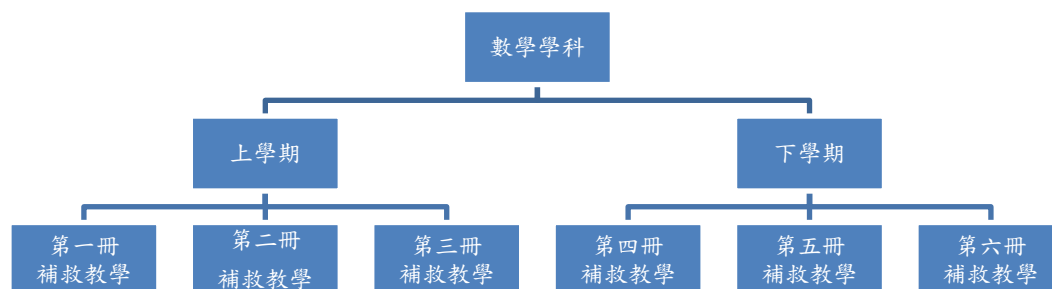 數學學科
上學期
下學期
第一冊
補救教學
第二冊
補救教學
第三冊
補救教學
第四冊
補救教學
第五冊
補救教學
第六冊
補救教學